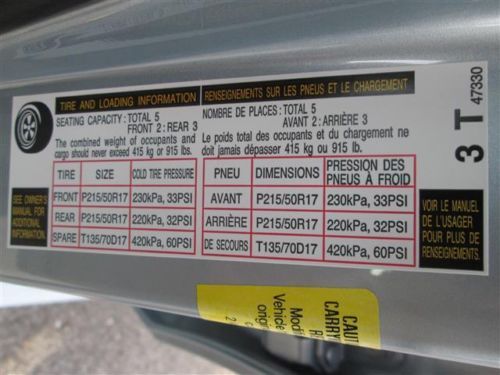 TIRE AND LOADING INFORMATION
SEATING CAPACITY: TOTAL 5
FRONT 2: REAR 3
The combined weight of occupants and
cargo should never exceed 415 kg or 915 lbs.
TIRE SIZE COLD TIRE PRESSURE
FRONT P215/50R17 230kPa, 33PSI
REAR P215/50R17 220kPa, 32PSI
SPARE T135/70D17 420kPa, 60PSI
SEE OWNER'S
MANUAL FOR
ADDITIONAL
INFORMATION.
RENSEIGNEMENTS SUR LES PNEUS ET LE CHARGEMENT
NOMBRE DE PLACES: TOTAL 5
AVANT 2: ARRIÈRE 3
Le poids total des occupants et du chargement ne
doit jamais dépasser 415 kg ou 915 lb.
PNEU DIMENSIONS PRESSION DES
PNEUS À FROID
AVANT P215/50R17 230kPa, 33PSI
ARRIÈRE P215/50R17 220kPa, 32PSI
DE SECOURS T135/70D17 420kPa, 60PSI
VOIR LE MANUEL
DE L'USAGER
POUR PLUS DE
RENSEIGNEMENTS.
3 T 47330
CAUT
CARRY
Modif
Vehicle
origi